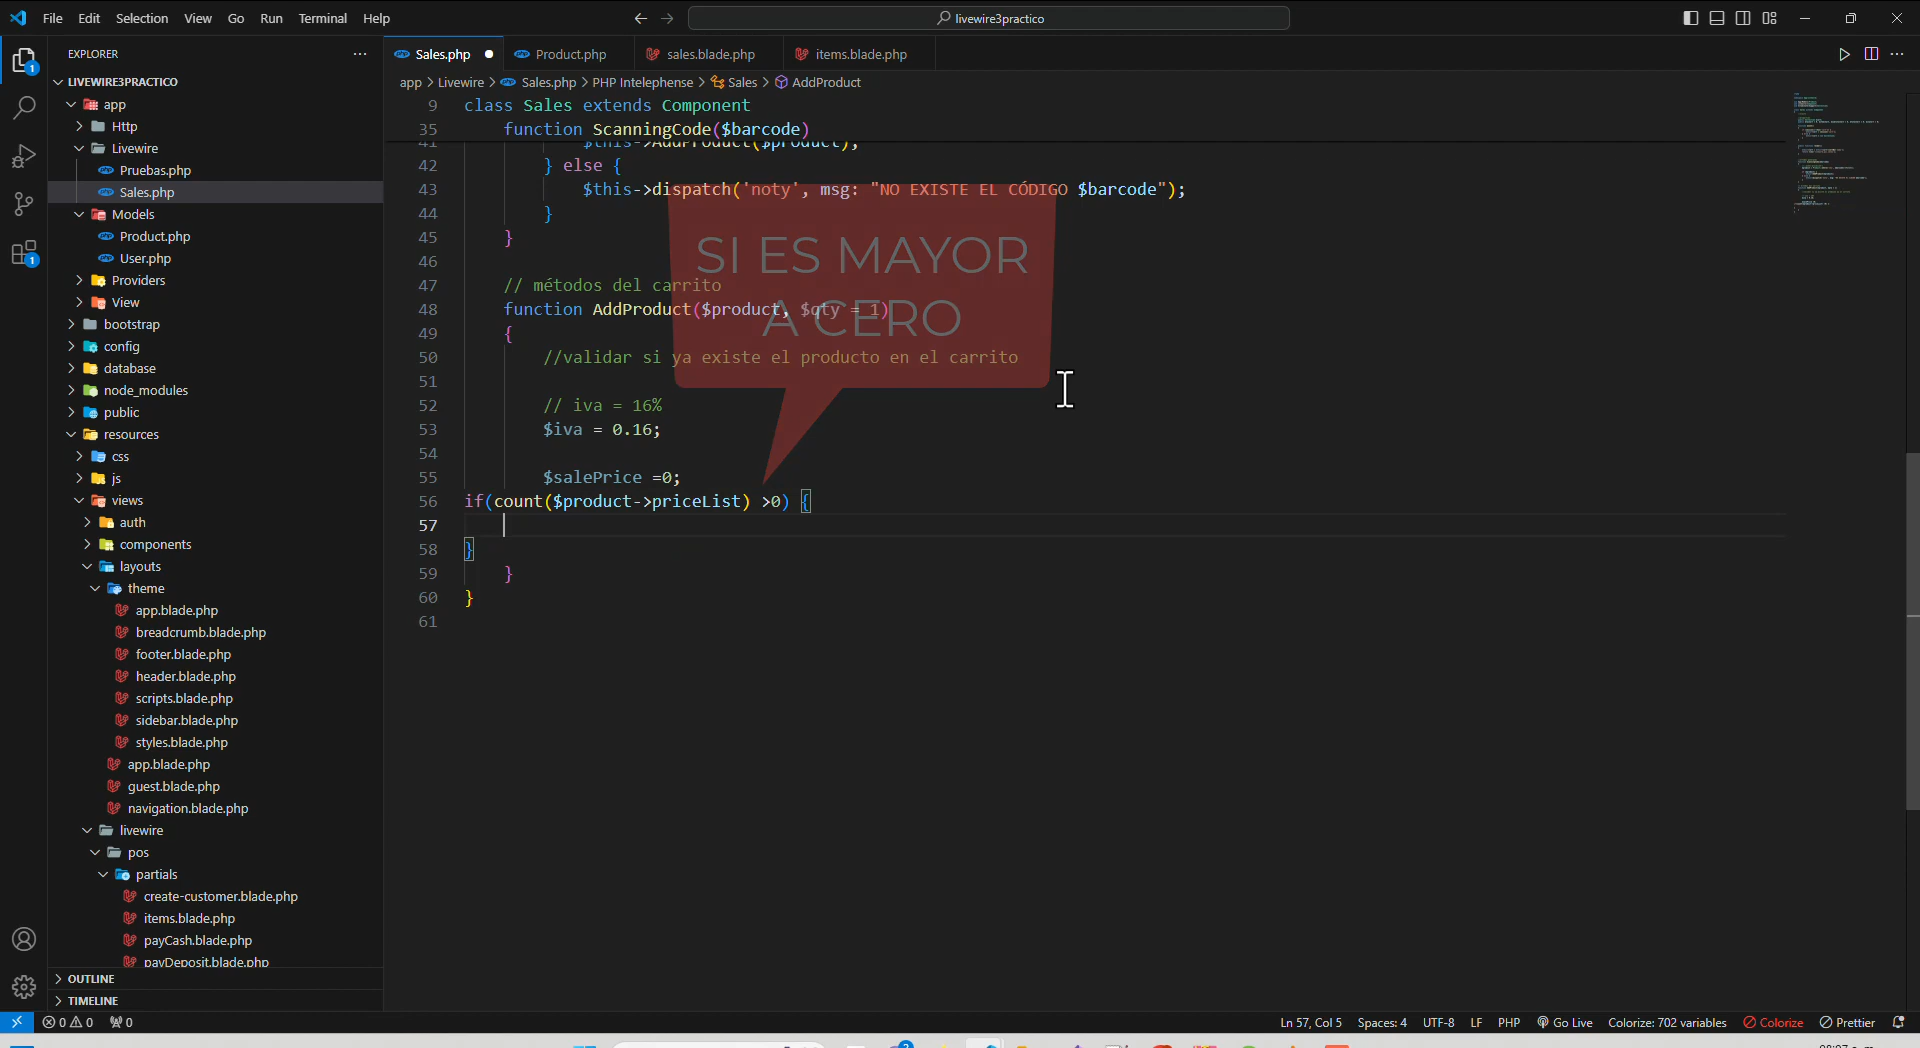 File Edit Selection View Go Run Terminal Help
livewire3practico
EXPLORER
LIVEWIRE3PRACTICO
app
Http
Livewire
Pruebas.php
Sales.php
Models
Product.php
User.php
Providers
View
bootstrap
config
database
node_modules
public
resources
css
js
views
auth
components
layouts
theme
app.blade.php
breadcrumb.blade.php
footer.blade.php
header.blade.php
scripts.blade.php
sidebar.blade.php
styles.blade.php
app.blade.php
guest.blade.php
navigation.blade.php
livewire
pos
partials
create-customer.blade.php
items.blade.php
payCash.blade.php
payDeposit.blade.php
OUTLINE
TIMELINE
Sales.php Product.php sales.blade.php items.blade.php
app > Livewire > Sales.php > PHP Intelephense > Sales > AddProduct
9 class Sales extends Component
35 function ScanningCode($barcode)
41 $this->AddProduct($product);
42 } else {
43 $this->dispatch('noty', msg: "NO EXISTE EL CÓDIGO $barcode");
44 }
45 }
46
47 // métodos del carrito
48 function AddProduct($product, $qty = 1)
49 {
50 //validar si ya existe el producto en el carrito
51
52 // iva = 16%
53 $iva = 0.16;
54
55 $salePrice =0;
56 if(count($product->priceList) >0) {
57
58 }
59 }
60 }
61
SI ES MAYOR
A CERO
0 0 0
Ln 57, Col 5 Spaces: 4 UTF-8 LF PHP Go Live Colorize: 702 variables Colorize Prettier